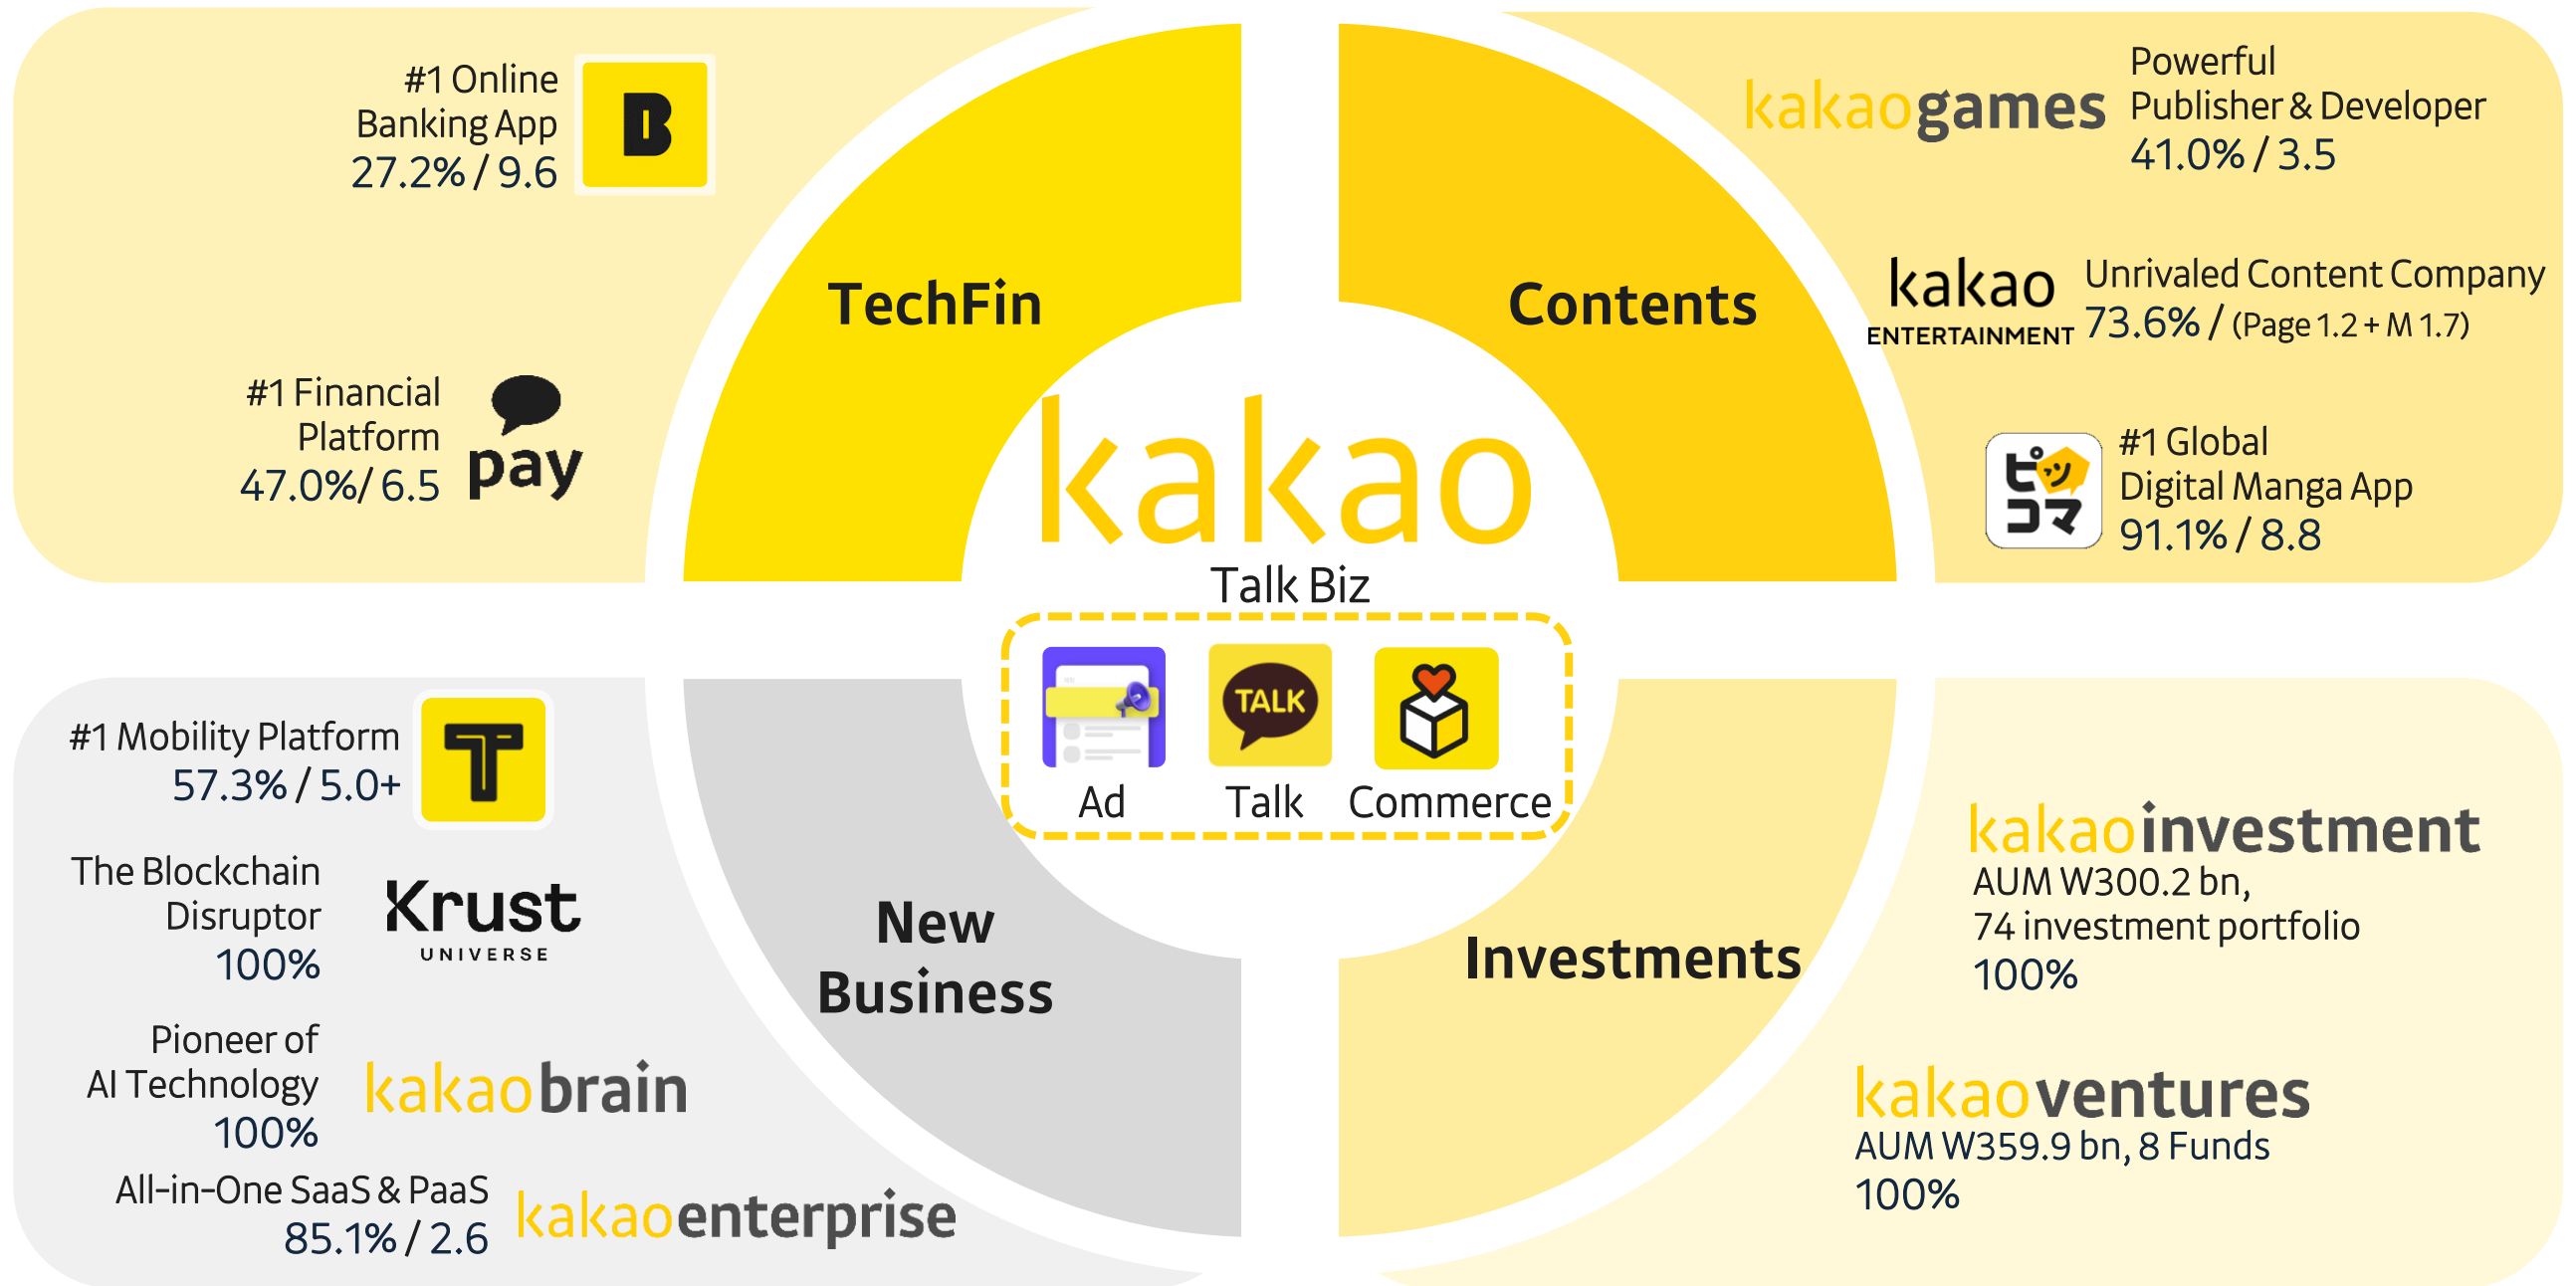 #1 Online
Banking App
27.2% / 9.6
B
#1 Financial
Platform
47.0%/ 6.5
pay
TechFin
Contents
kakaogames
Powerful
Publisher & Developer
41.0% / 3.5
kakao
ENTERTAINMENT
Unrivaled Content Company
73.6% / (Page 1.2 + M 1.7)
ピッ
コマ
#1 Global
Digital Manga App
91.1% / 8.8
kakao
Talk Biz
TALK
Ad
Talk
Commerce
#1 Mobility Platform
57.3% / 5.0+
T
The Blockchain
Disruptor
100%
Krust
UNIVERSE
Pioneer of
AI Technology
100%
kakaobrain
All-in-One SaaS & PaaS
85.1% / 2.6
kakaoenterprise
New
Business
Investments
kakaoinvestment
AUM W300.2 bn,
74 investment portfolio
100%
kakaoventures
AUM W359.9 bn, 8 Funds
100%